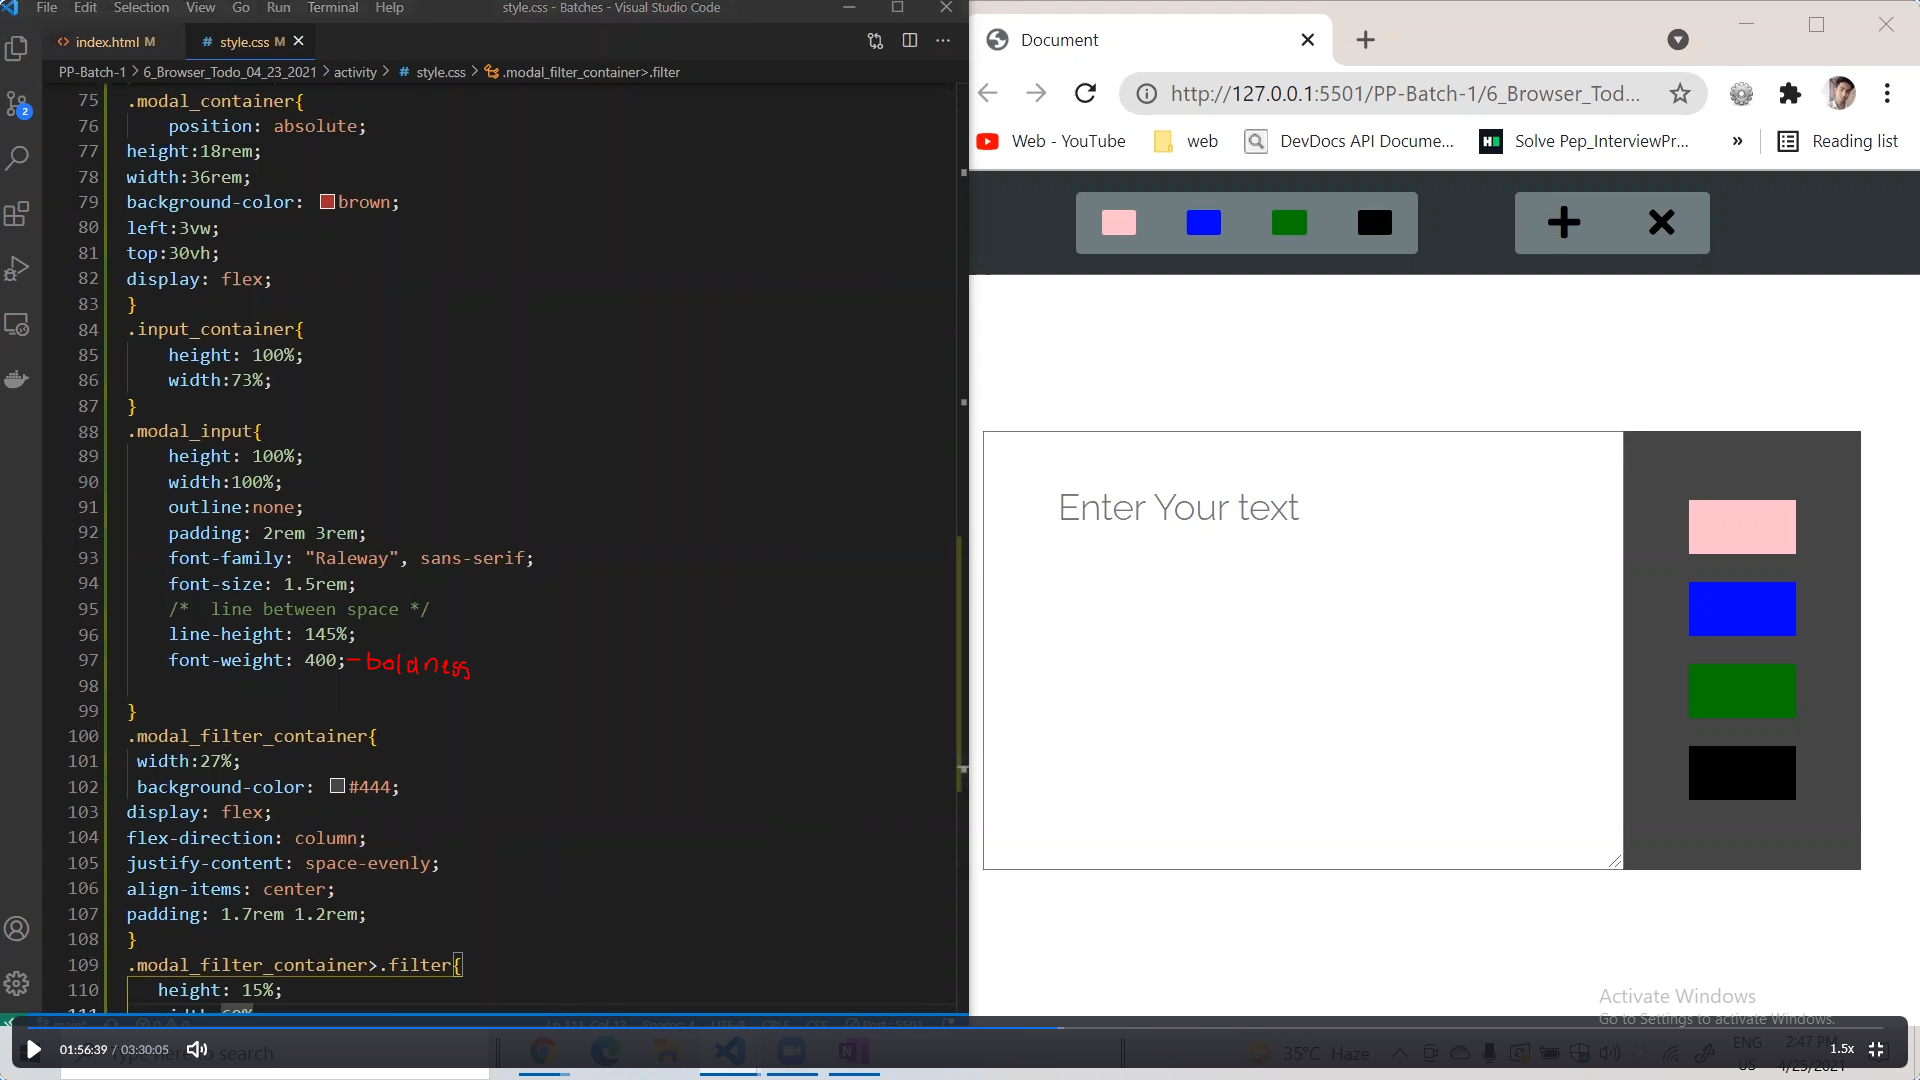 File Edit Selection View Go Run Terminal Help style.css - Batches - Visual Studio Code
index.html M # style.css M
PP-Batch-1 > 6_Browser_Todo_04_23_2021 > activity > # style.css > .modal_filter_container>.filter
75 .modal_container{
76 position: absolute;
77 height:18rem;
78 width:36rem;
79 background-color: brown;
80 left:3vw;
81 top:30vh;
82 display: flex;
83 }
84 .input_container{
85 height: 100%;
86 width:73%;
87 }
88 .modal_input{
89 height: 100%;
90 width:100%;
91 outline:none;
92 padding: 2rem 3rem;
93 font-family: "Raleway", sans-serif;
94 font-size: 1.5rem;
95 /* line between space */
96 line-height: 145%;
97 font-weight: 400; - boldness
98
99 }
100 .modal_filter_container{
101 width:27%;
102 background-color: #444;
103 display: flex;
104 flex-direction: column;
105 justify-content: space-evenly;
106 align-items: center;
107 padding: 1.7rem 1.2rem;
108 }
109 .modal_filter_container>.filter{
110 height: 15%;
2
Document
http://127.0.0.1:5501/PP-Batch-1/6_Browser_Tod...
Web - YouTube web DevDocs API Docume... Solve Pep_InterviewPr... » Reading list
Enter Your text
Activate Windows
Go to Settings to activate Windows.
01:56:39 / 03:30:05
search
35°C Haze
ENG
US
2:47 PM
4/25/2021
1.5x